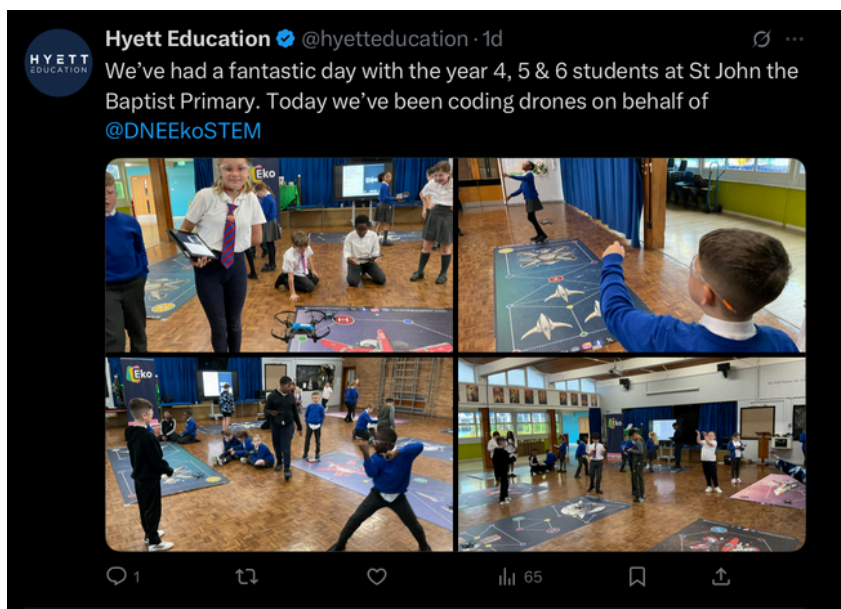 HYETT
EDUCATION
Hyett Education @hyetteducation · 1d
We’ve had a fantastic day with the year 4, 5 & 6 students at St John the
Baptist Primary. Today we’ve been coding drones on behalf of
@DNEEkoSTEM
Eko
H
Eko
1
65